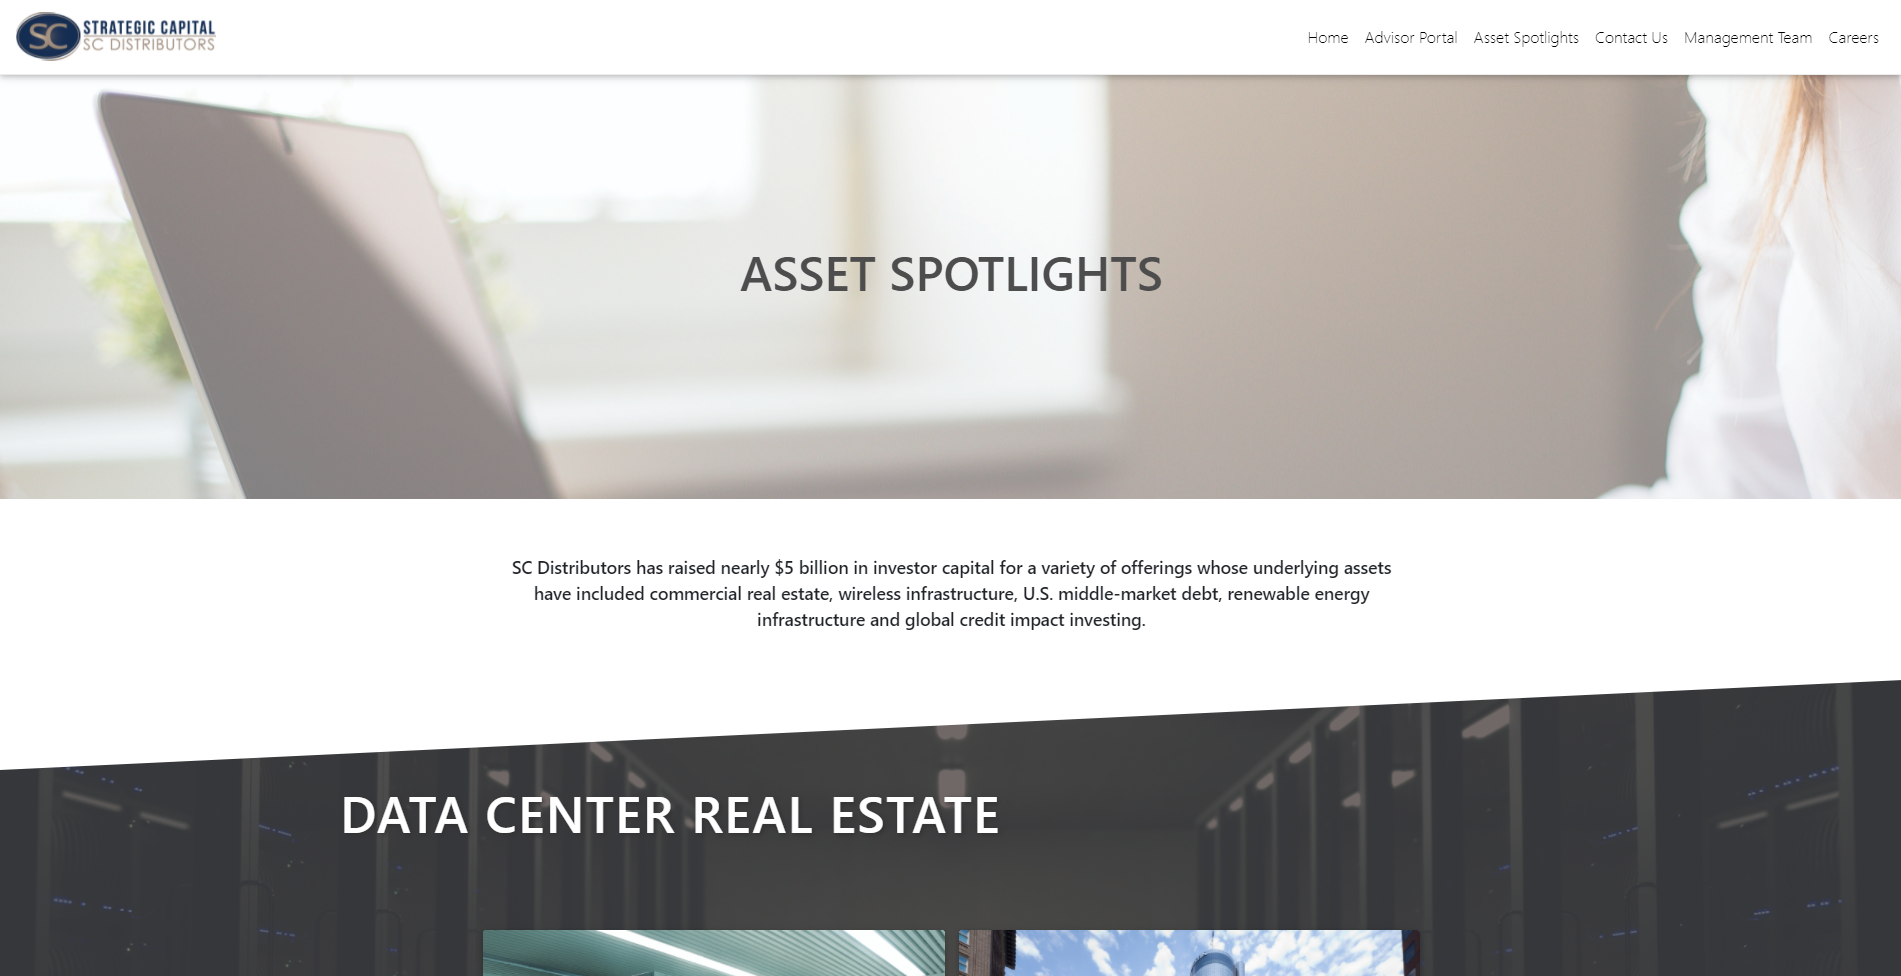 SC
STRATEGIC CAPITAL
SC DISTRIBUTORS
Home Advisor Portal Asset Spotlights Contact Us Management Team Careers
ASSET SPOTLIGHTS
SC Distributors has raised nearly $5 billion in investor capital for a variety of offerings whose underlying assets
have included commercial real estate, wireless infrastructure, U.S. middle-market debt, renewable energy
infrastructure and global credit impact investing.
DATA CENTER REAL ESTATE